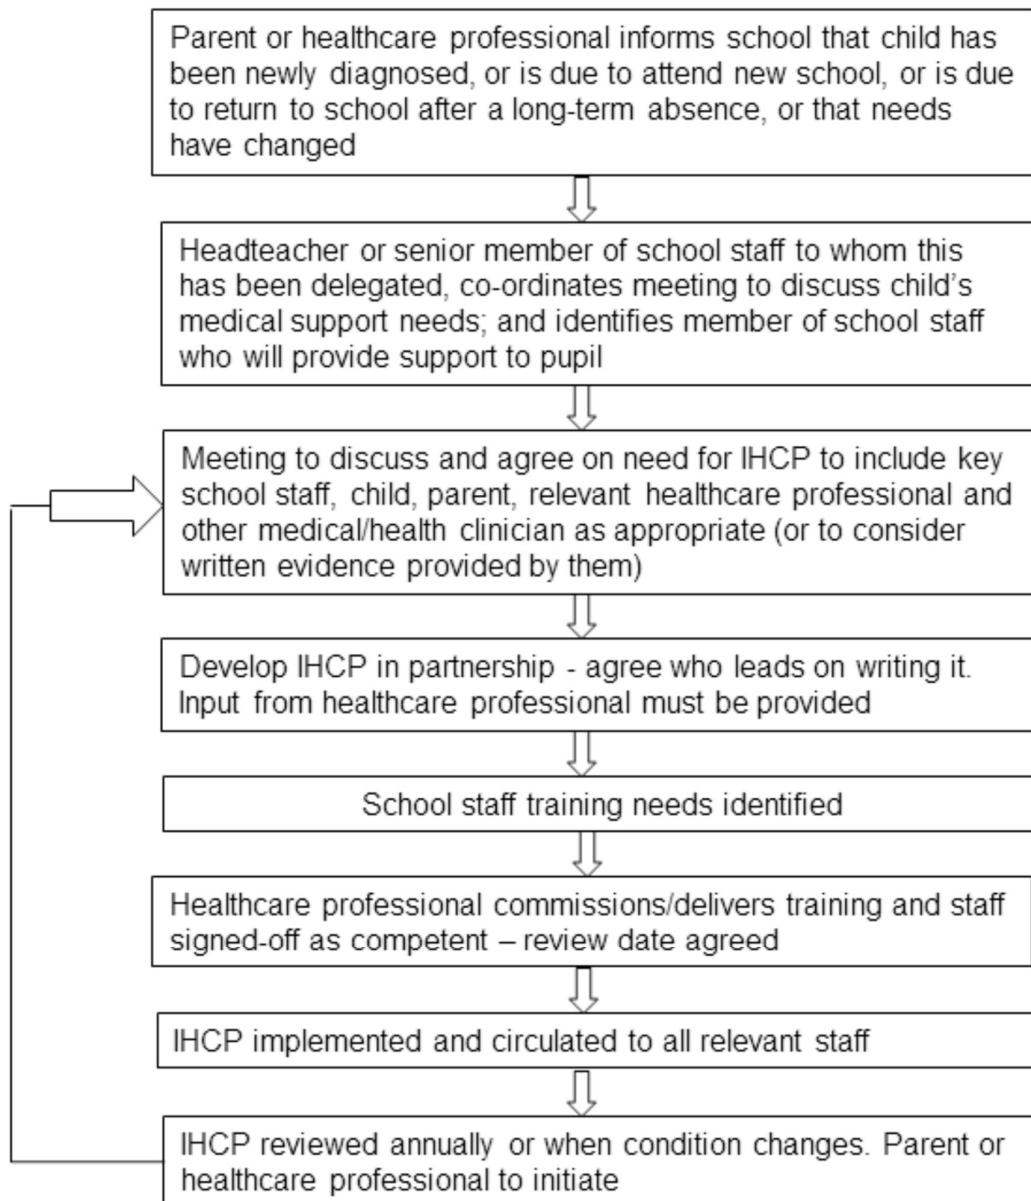 Parent or healthcare professional informs school that child has
been newly diagnosed, or is due to attend new school, or is due
to return to school after a long-term absence, or that needs
have changed
Headteacher or senior member of school staff to whom this
has been delegated, co-ordinates meeting to discuss child's
medical support needs; and identifies member of school staff
who will provide support to pupil
Meeting to discuss and agree on need for IHCP to include key
school staff, child, parent, relevant healthcare professional and
other medical/health clinician as appropriate (or to consider
written evidence provided by them)
Develop IHCP in partnership - agree who leads on writing it.
Input from healthcare professional must be provided
School staff training needs identified
Healthcare professional commissions/delivers training and staff
signed-off as competent – review date agreed
IHCP implemented and circulated to all relevant staff
IHCP reviewed annually or when condition changes. Parent or
healthcare professional to initiate